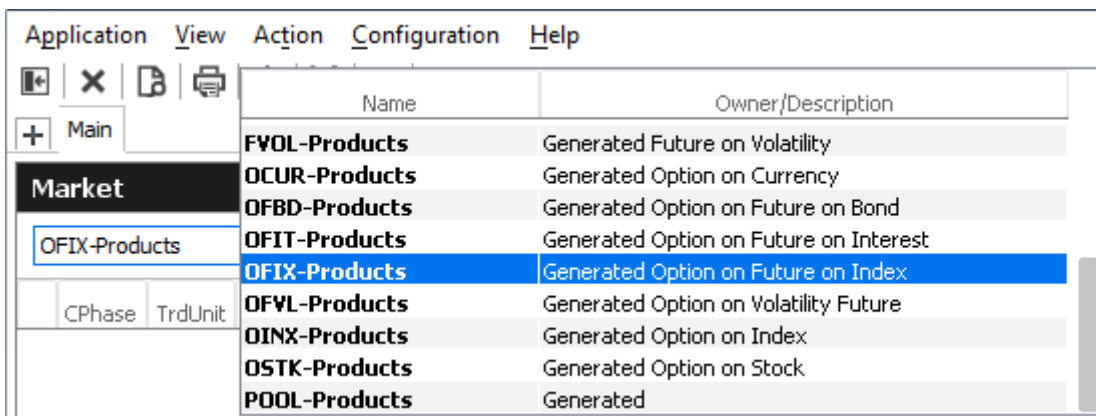 Application View Action Configuration Help
Name Owner/Description
Main
FVOL-Products Generated Future on Volatility
OCUR-Products Generated Option on Currency
Market
OFBD-Products Generated Option on Future on Bond
OFIX-Products
OFIT-Products Generated Option on Future on Interest
OFIX-Products Generated Option on Future on Index
CPhase TrdUnit
OFVL-Products Generated Option on Volatility Future
OINX-Products Generated Option on Index
OSTK-Products Generated Option on Stock
POOL-Products Generated